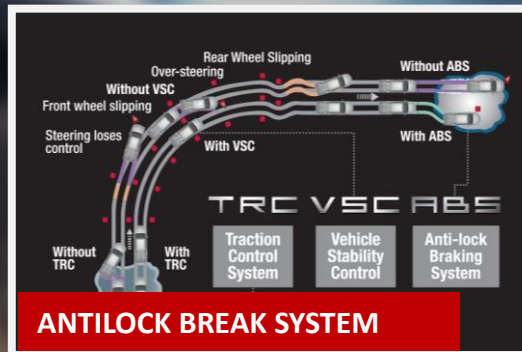 Rear Wheel Slipping
Over-steering
Without VSC
Front wheel slipping
Steering loses
control
Without ABS
With ABS
With VSC
TRC VSC ABS
Without
TRC
With
TRC
Traction
Control
System
Vehicle
Stability
Control
Anti-lock
Braking
System
ANTILOCK BREAK SYSTEM